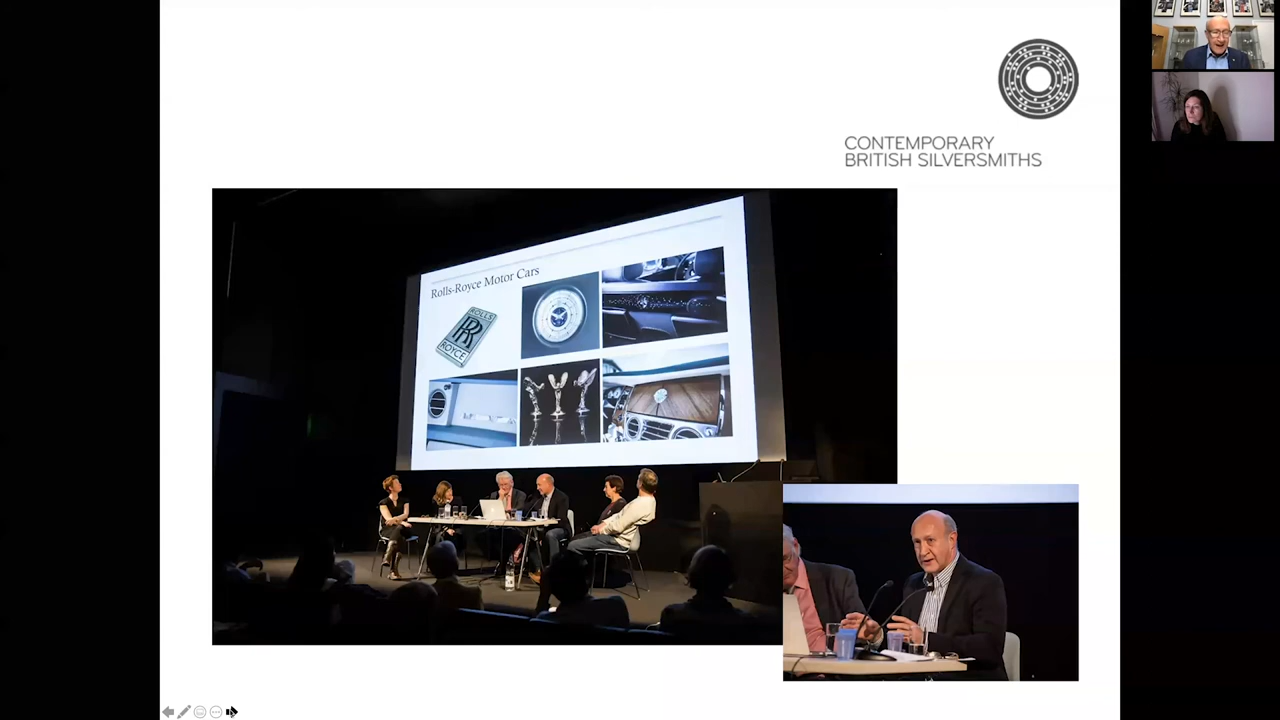 CONTEMPORARY
BRITISH SILVERSMITHS
Rolls-Royce Motor Cars
ROLLS
RR
ROYCE